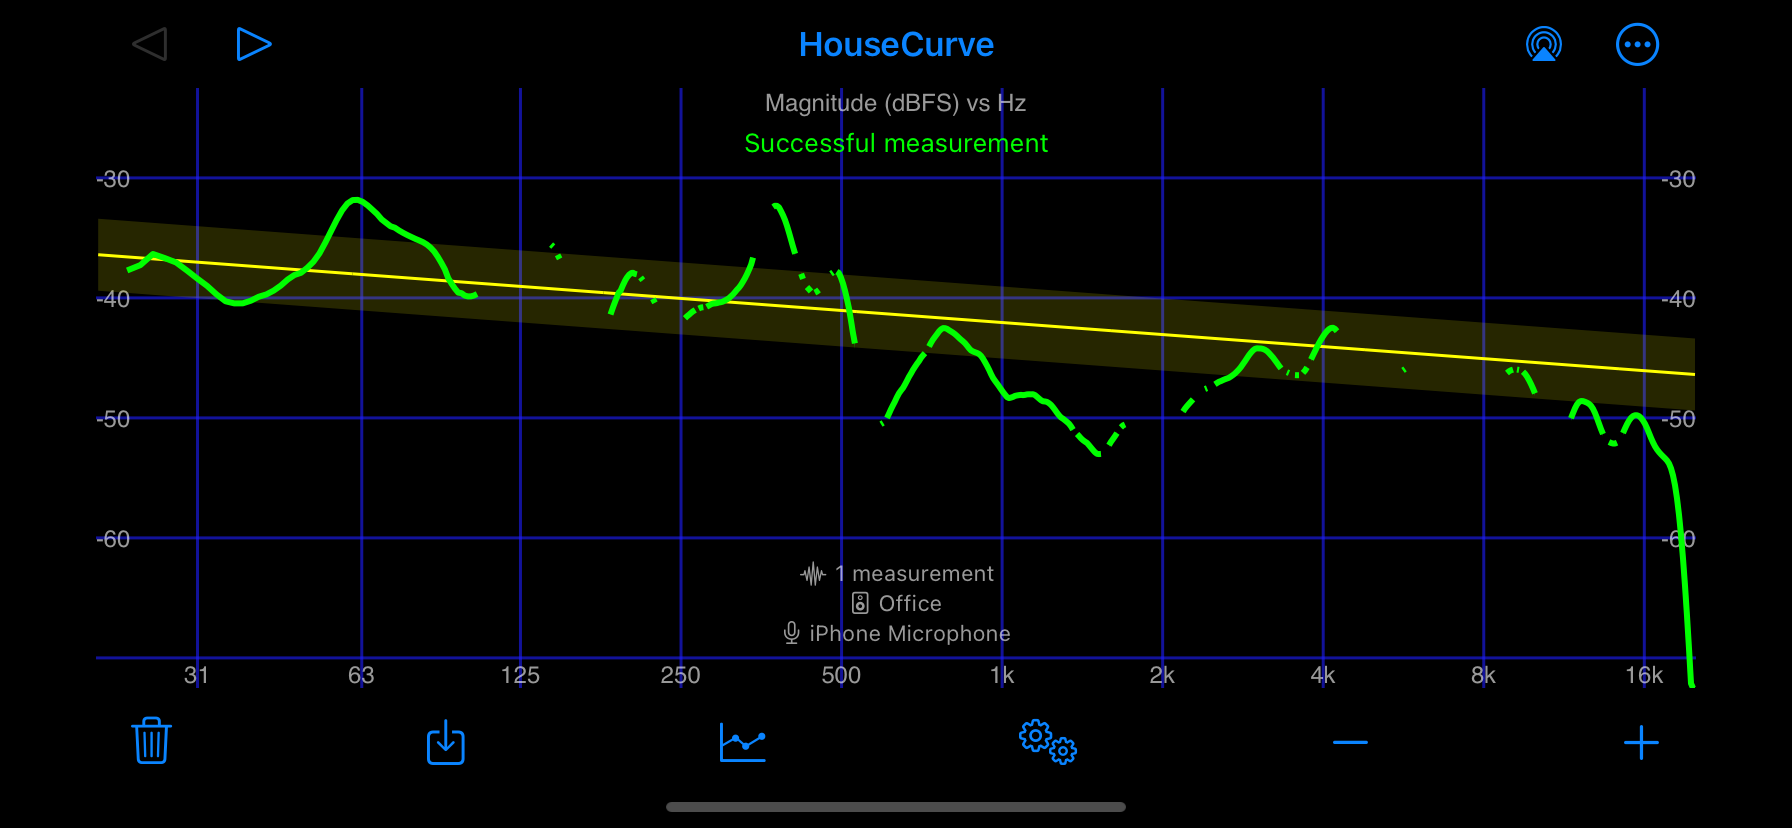 HouseCurve
Magnitude (dBFS) vs Hz
Successful measurement
-30 -30
-40 -40
-50 -50
-60 -60
1 measurement
Office
iPhone Microphone
31 63 125 250 500 1k 2k 4k 8k 16k